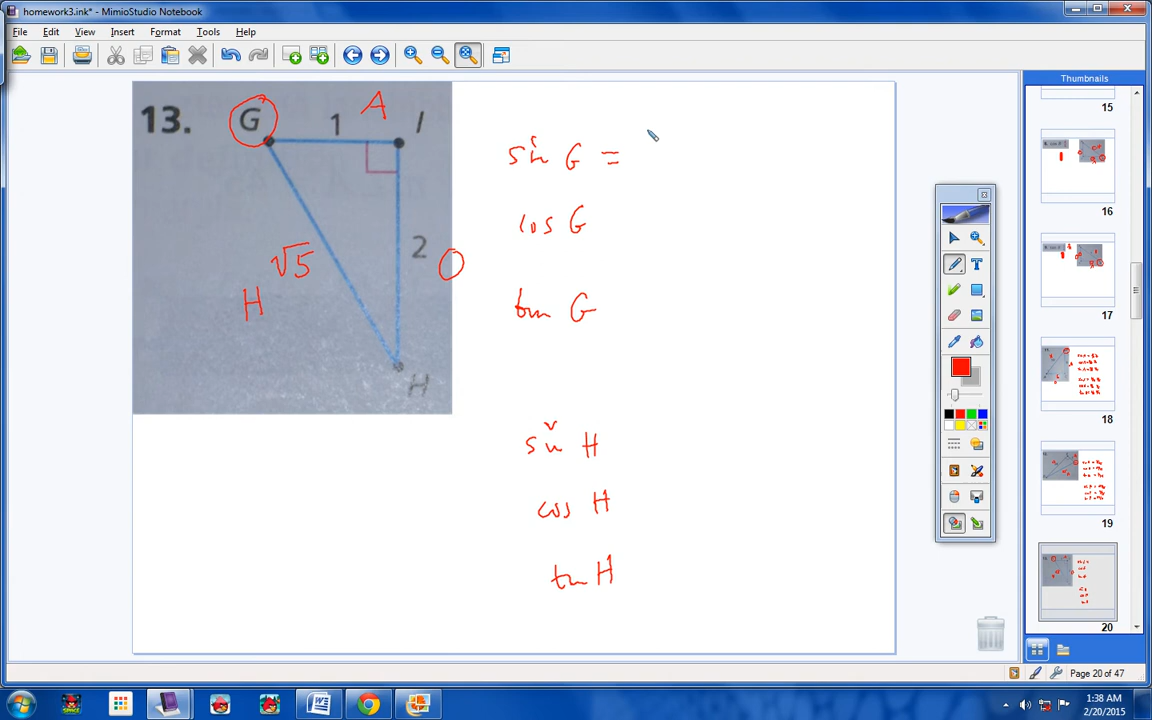 homework3.ink* - MimioStudio Notebook
File Edit View Insert Format Tools Help
Thumbnails
13. G 1 A I
sin G =
cos G
2 O
√5
H
tan G
H
sin H
cos H
tan H
15
16
17
18
19
20
Page 20 of 47
1:38 AM
2/20/2015